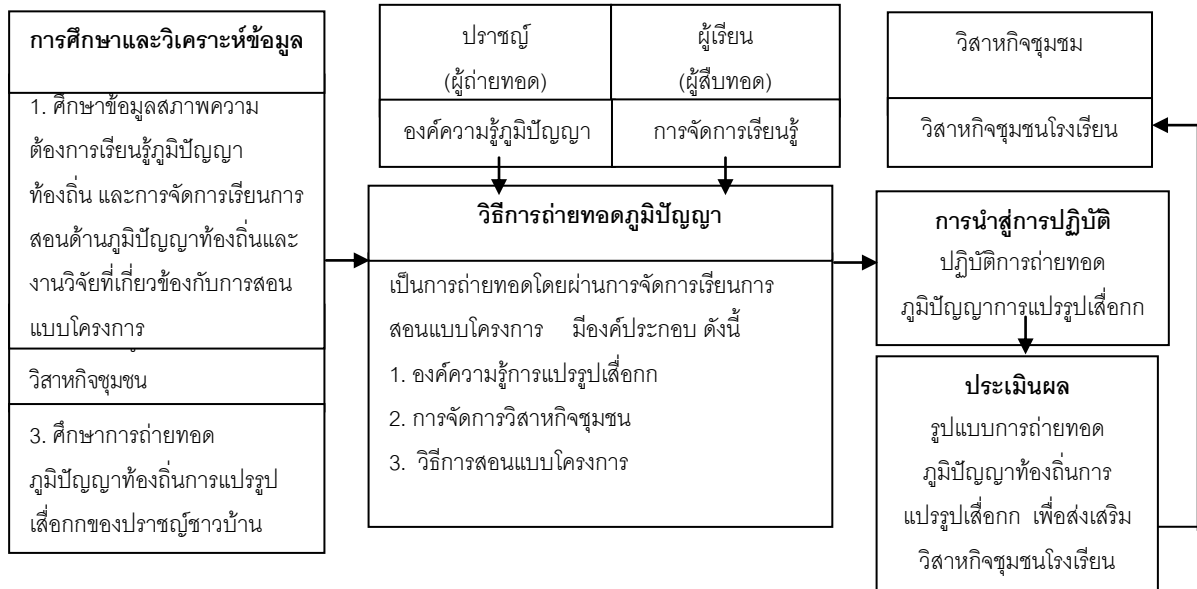 การศึกษาและวิเคราะห์ข้อมูล
1. ศึกษาข้อมูลสภาพความ
ต้องการเรียนรู้ภูมิปัญญา
ท้องถิ่น และการจัดการเรียนการ
สอนด้านภูมิปัญญาท้องถิ่นและ
งานวิจัยที่เกี่ยวข้องกับการสอน
แบบโครงการ
วิสาหกิจชุมชน
3. ศึกษาการถ่ายทอด
ภูมิปัญญาท้องถิ่นการแปรรูป
เสื่อกกของปราชญ์ชาวบ้าน
ปราชญ์
(ผู้ถ่ายทอด)
องค์ความรู้ภูมิปัญญา
ผู้เรียน
(ผู้สืบทอด)
การจัดการเรียนรู้
วิธีการถ่ายทอดภูมิปัญญา
เป็นการถ่ายทอดโดยผ่านการจัดการเรียนการ
สอนแบบโครงการ มีองค์ประกอบ ดังนี้
1. องค์ความรู้การแปรรูปเสื่อกก
2. การจัดการวิสาหกิจชุมชน
3. วิธีการสอนแบบโครงการ
วิสาหกิจชุมชม
วิสาหกิจชุมชนโรงเรียน
การนำสู่การปฏิบัติ
ปฏิบัติการถ่ายทอด
ภูมิปัญญาการแปรรูปเสื่อกก
ประเมินผล
รูปแบบการถ่ายทอด
ภูมิปัญญาท้องถิ่นการ
แปรรูปเสื่อกก เพื่อส่งเสริม
วิสาหกิจชุมชนโรงเรียน